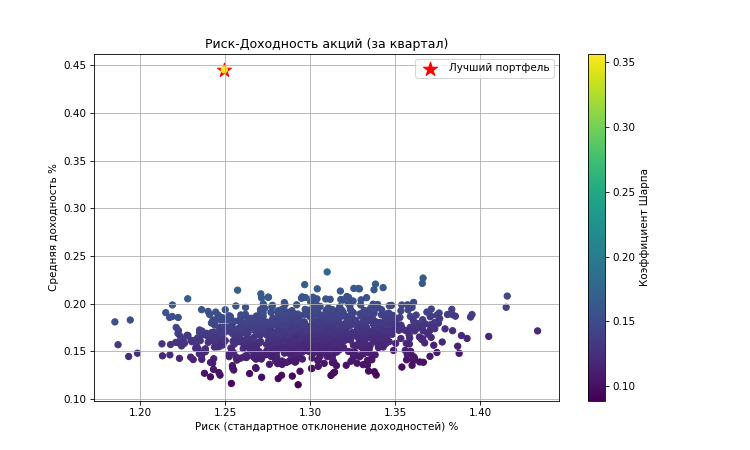 Риск-Доходность акций (за квартал)
Лучший портфель
Средняя доходность %
0.45
0.40
0.35
0.30
0.25
0.20
0.15
0.10
1.20 1.25 1.30 1.35 1.40
Риск (стандартное отклонение доходностей) %
0.35
0.30
0.25
0.20
0.15
0.10
Коэффициент Шарпа